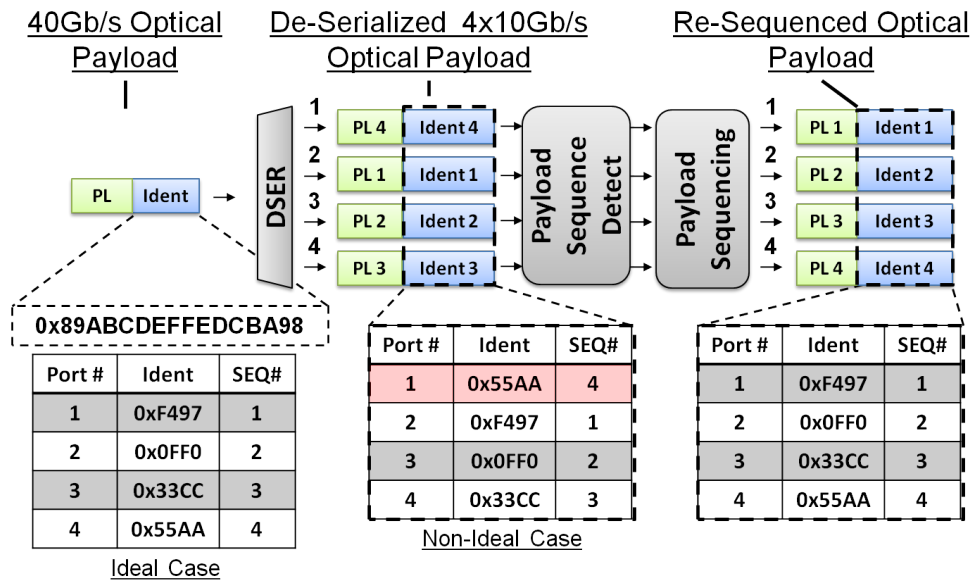 40Gb/s Optical
Payload
De-Serialized 4x10Gb/s
Optical Payload
Re-Sequenced Optical
Payload
PL Ident
DSER
1
PL 4 Ident 4
2
PL 1 Ident 1
3
PL 2 Ident 2
4
PL 3 Ident 3
Payload
Sequence
Detect
Payload
Sequencing
1
PL 1 Ident 1
2
PL 2 Ident 2
3
PL 3 Ident 3
4
PL 4 Ident 4
0x89ABCDEFFEDCBA98
Port # Ident SEQ#
1 0xF497 1
2 0x0FF0 2
3 0x33CC 3
4 0x55AA 4
Ideal Case
Port # Ident SEQ#
1 0x55AA 4
2 0xF497 1
3 0x0FF0 2
4 0x33CC 3
Non-Ideal Case
Port # Ident SEQ#
1 0xF497 1
2 0x0FF0 2
3 0x33CC 3
4 0x55AA 4